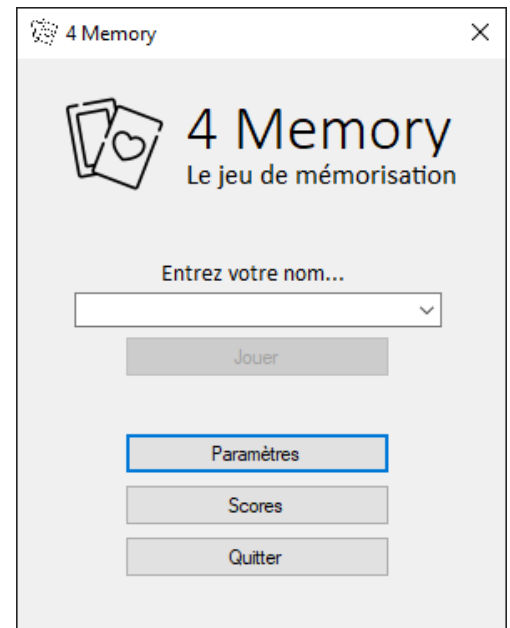 4 Memory
4 Memory
Le jeu de mémorisation
Entrez votre nom...
Jouer
Paramètres
Scores
Quitter